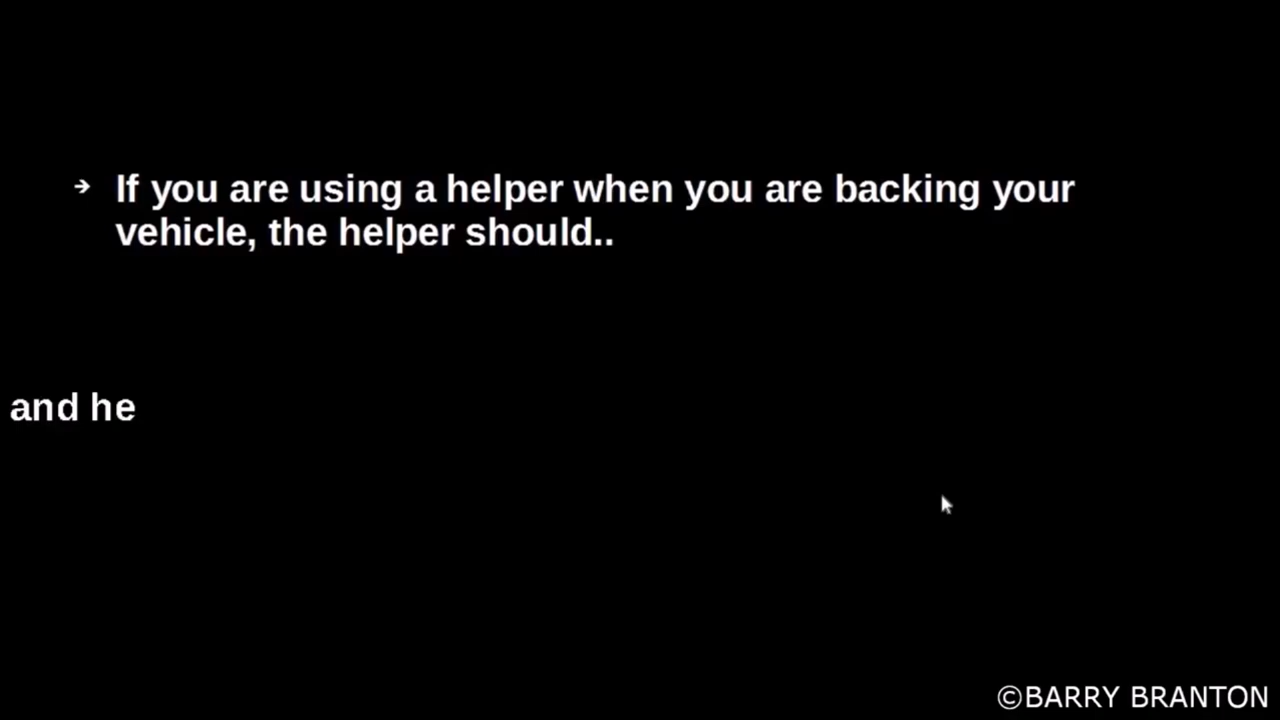 ➔ If you are using a helper when you are backing your
vehicle, the helper should..
and he
©BARRY BRANTON